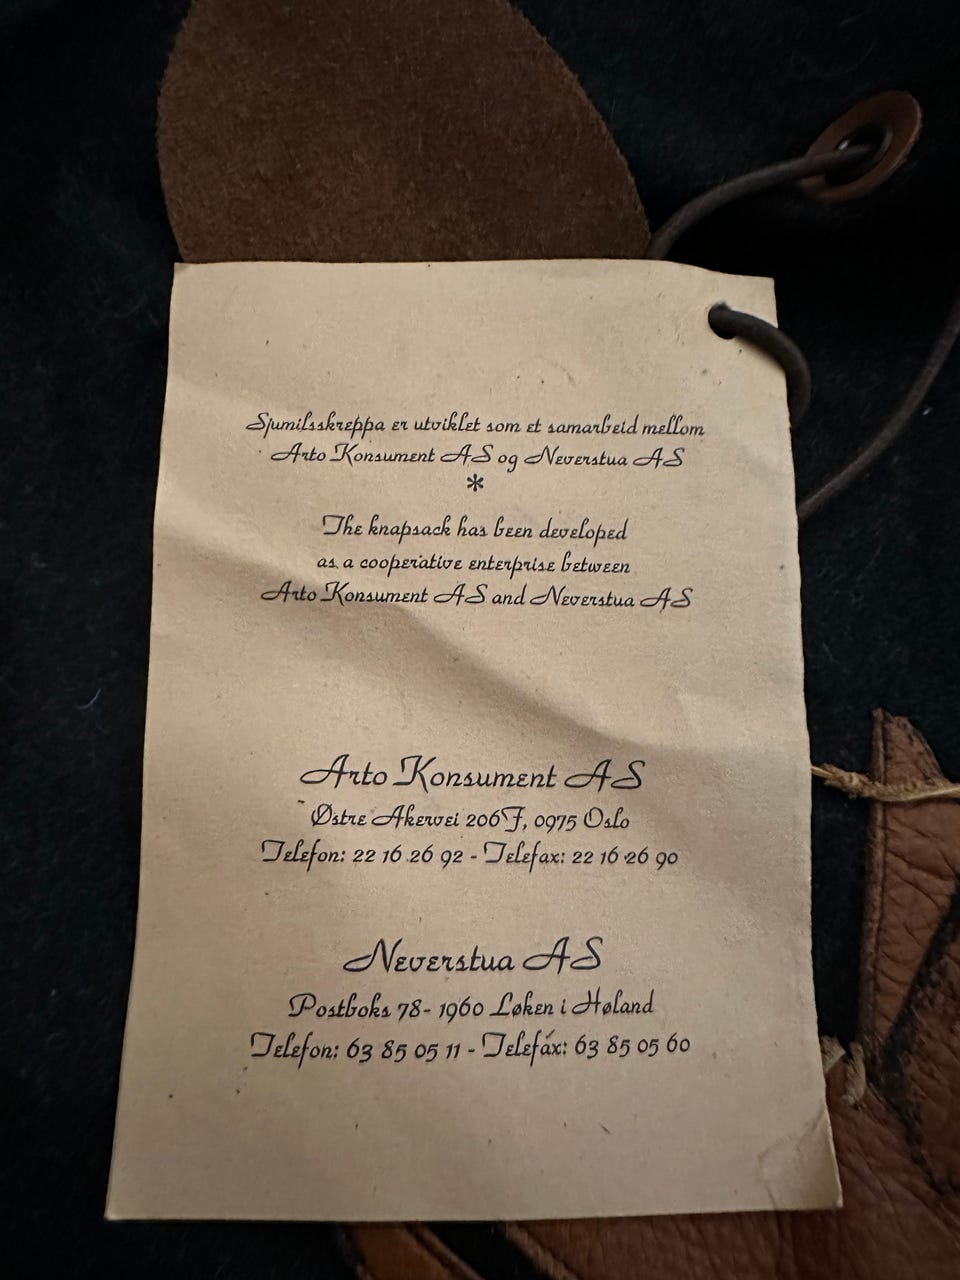 Sjumilsskreppa er utviklet som et samarbeid mellom
Arto Konsument AS og Neverstua AS
*
The knapsack has been developed
as a cooperative enterprise between
Arto Konsument AS and Neverstua AS
Arto Konsument AS
Østre Akervei 206F, 0975 Oslo
Telefon: 22 16 26 92 - Telefax: 22 16 26 90
Neverstua AS
Postboks 78- 1960 Løken i Høland
Telefon: 63 85 05 11 - Telefax: 63 85 05 60